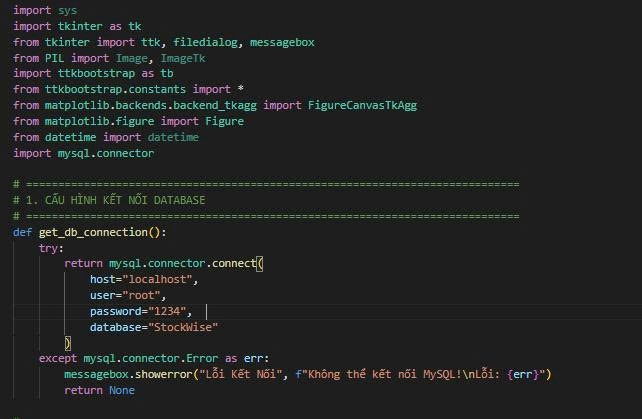 import sys
import tkinter as tk
from tkinter import ttk, filedialog, messagebox
from PIL import Image, ImageTk
import ttkbootstrap as tb
from ttkbootstrap.constants import *
from matplotlib.backends.backend_tkagg import FigureCanvasTkAgg
from matplotlib.figure import Figure
from datetime import datetime
import mysql.connector

# ==============================================================================
# 1. CẤU HÌNH KẾT NỐI DATABASE
# ==============================================================================
def get_db_connection():
    try:
        return mysql.connector.connect(
            host="localhost",
            user="root",
            password="1234",
            database="StockWise"
        )
    except mysql.connector.Error as err:
        messagebox.showerror("Lỗi Kết Nối", f"Không thể kết nối MySQL!\nLỗi: {err}")
        return None